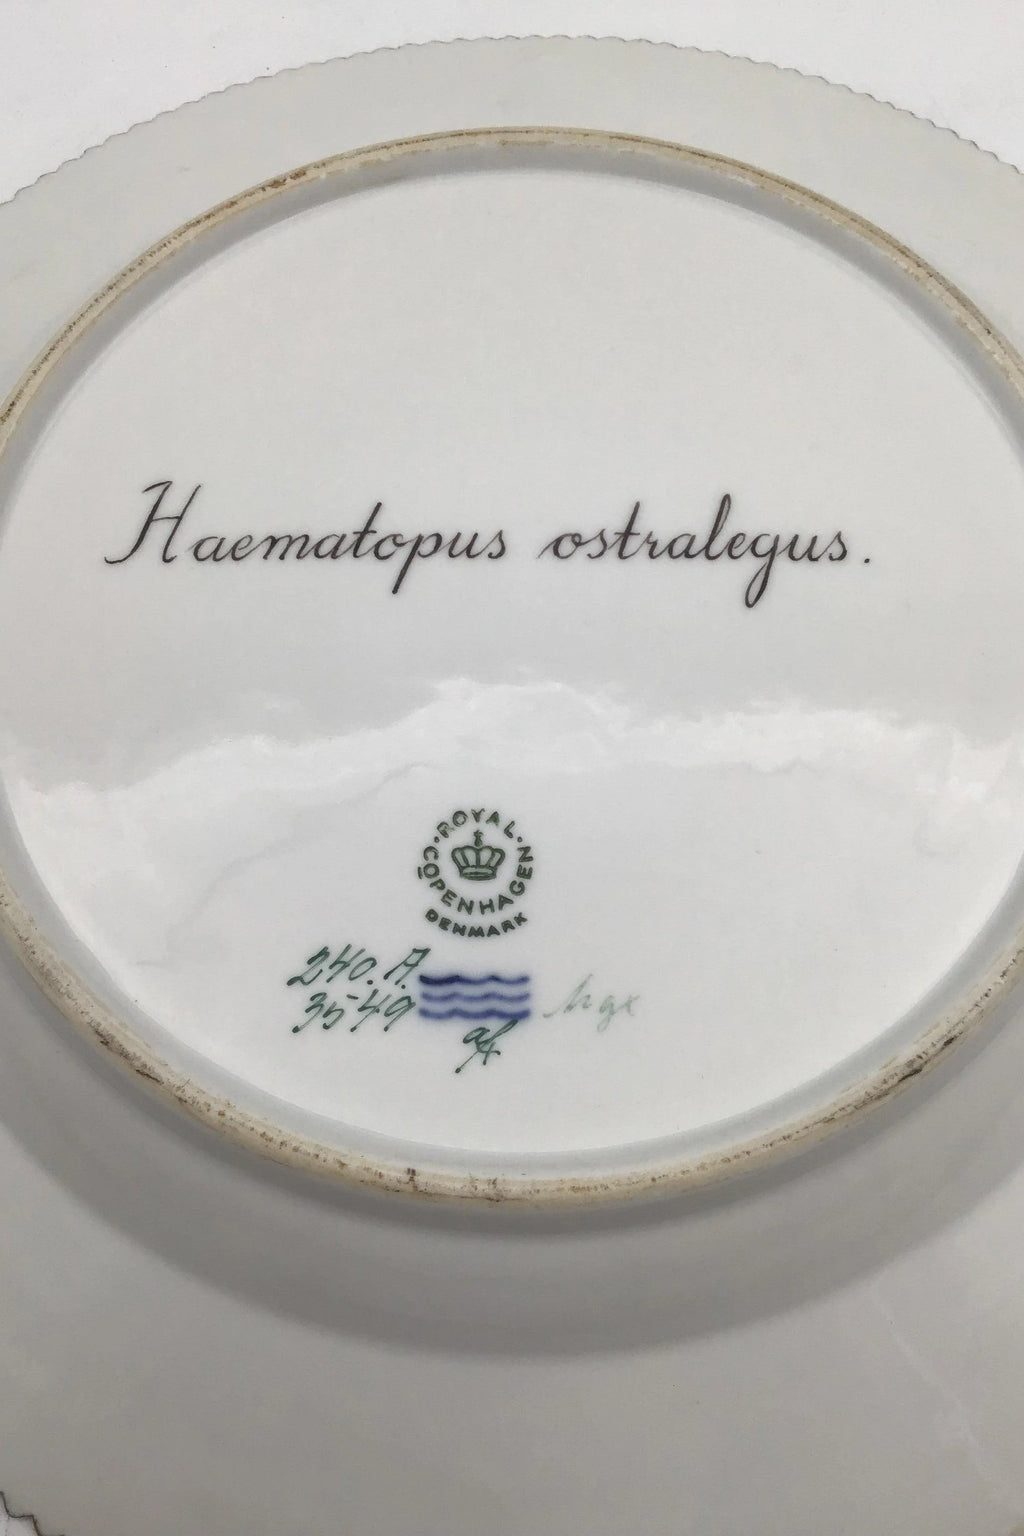 Haematopus ostralegus.
ROYAL
COPENHAGEN
DENMARK
240. A.
3549